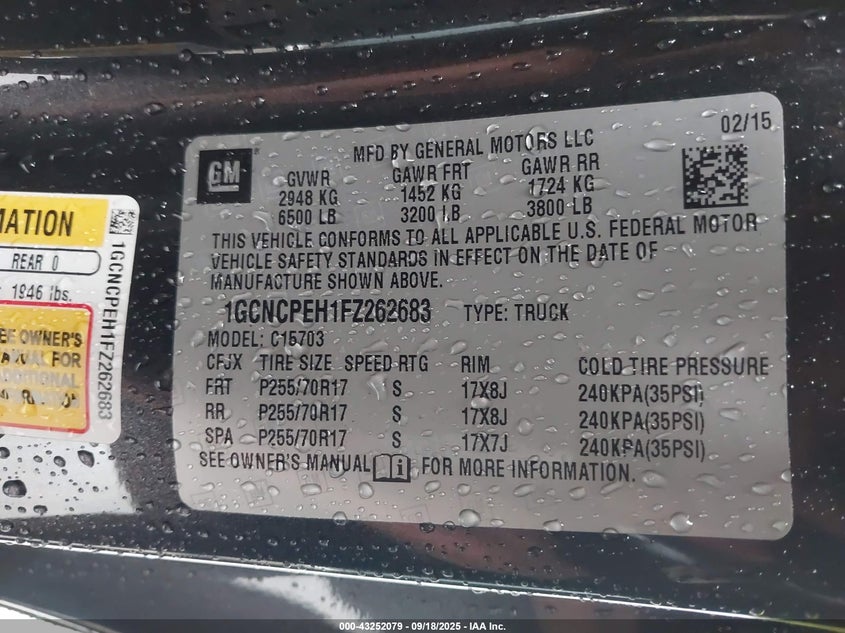 MATION
REAR 0
1946 lbs.
EE OWNER'S
FOR
1GCNCPEH1FZ262683
GM
02/15
MFD BY GENERAL MOTORS LLC
GVWR GAWR FRT GAWR RR
2948 KG 1452 KG 1724 KG
6500 LB 3200 LB 3800 LB
THIS VEHICLE CONFORMS TO ALL APPLICABLE U.S. FEDERAL MOTOR
VEHICLE SAFETY STANDARDS IN EFFECT ON THE DATE OF
MANUFACTURE SHOWN ABOVE.
1GCNCPEH1FZ262683 TYPE: TRUCK
MODEL: C15703
CFJX TIRE SIZE SPEED RTG RIM COLD TIRE PRESSURE
FRT P255/70R17 S 17X8J 240KPA(35PSI)
RR P255/70R17 S 17X8J 240KPA(35PSI)
SPA P255/70R17 S 17X7J 240KPA(35PSI)
SEE OWNER'S MANUAL FOR MORE INFORMATION.
000-43252079 - 09/18/2025 - IAA Inc.